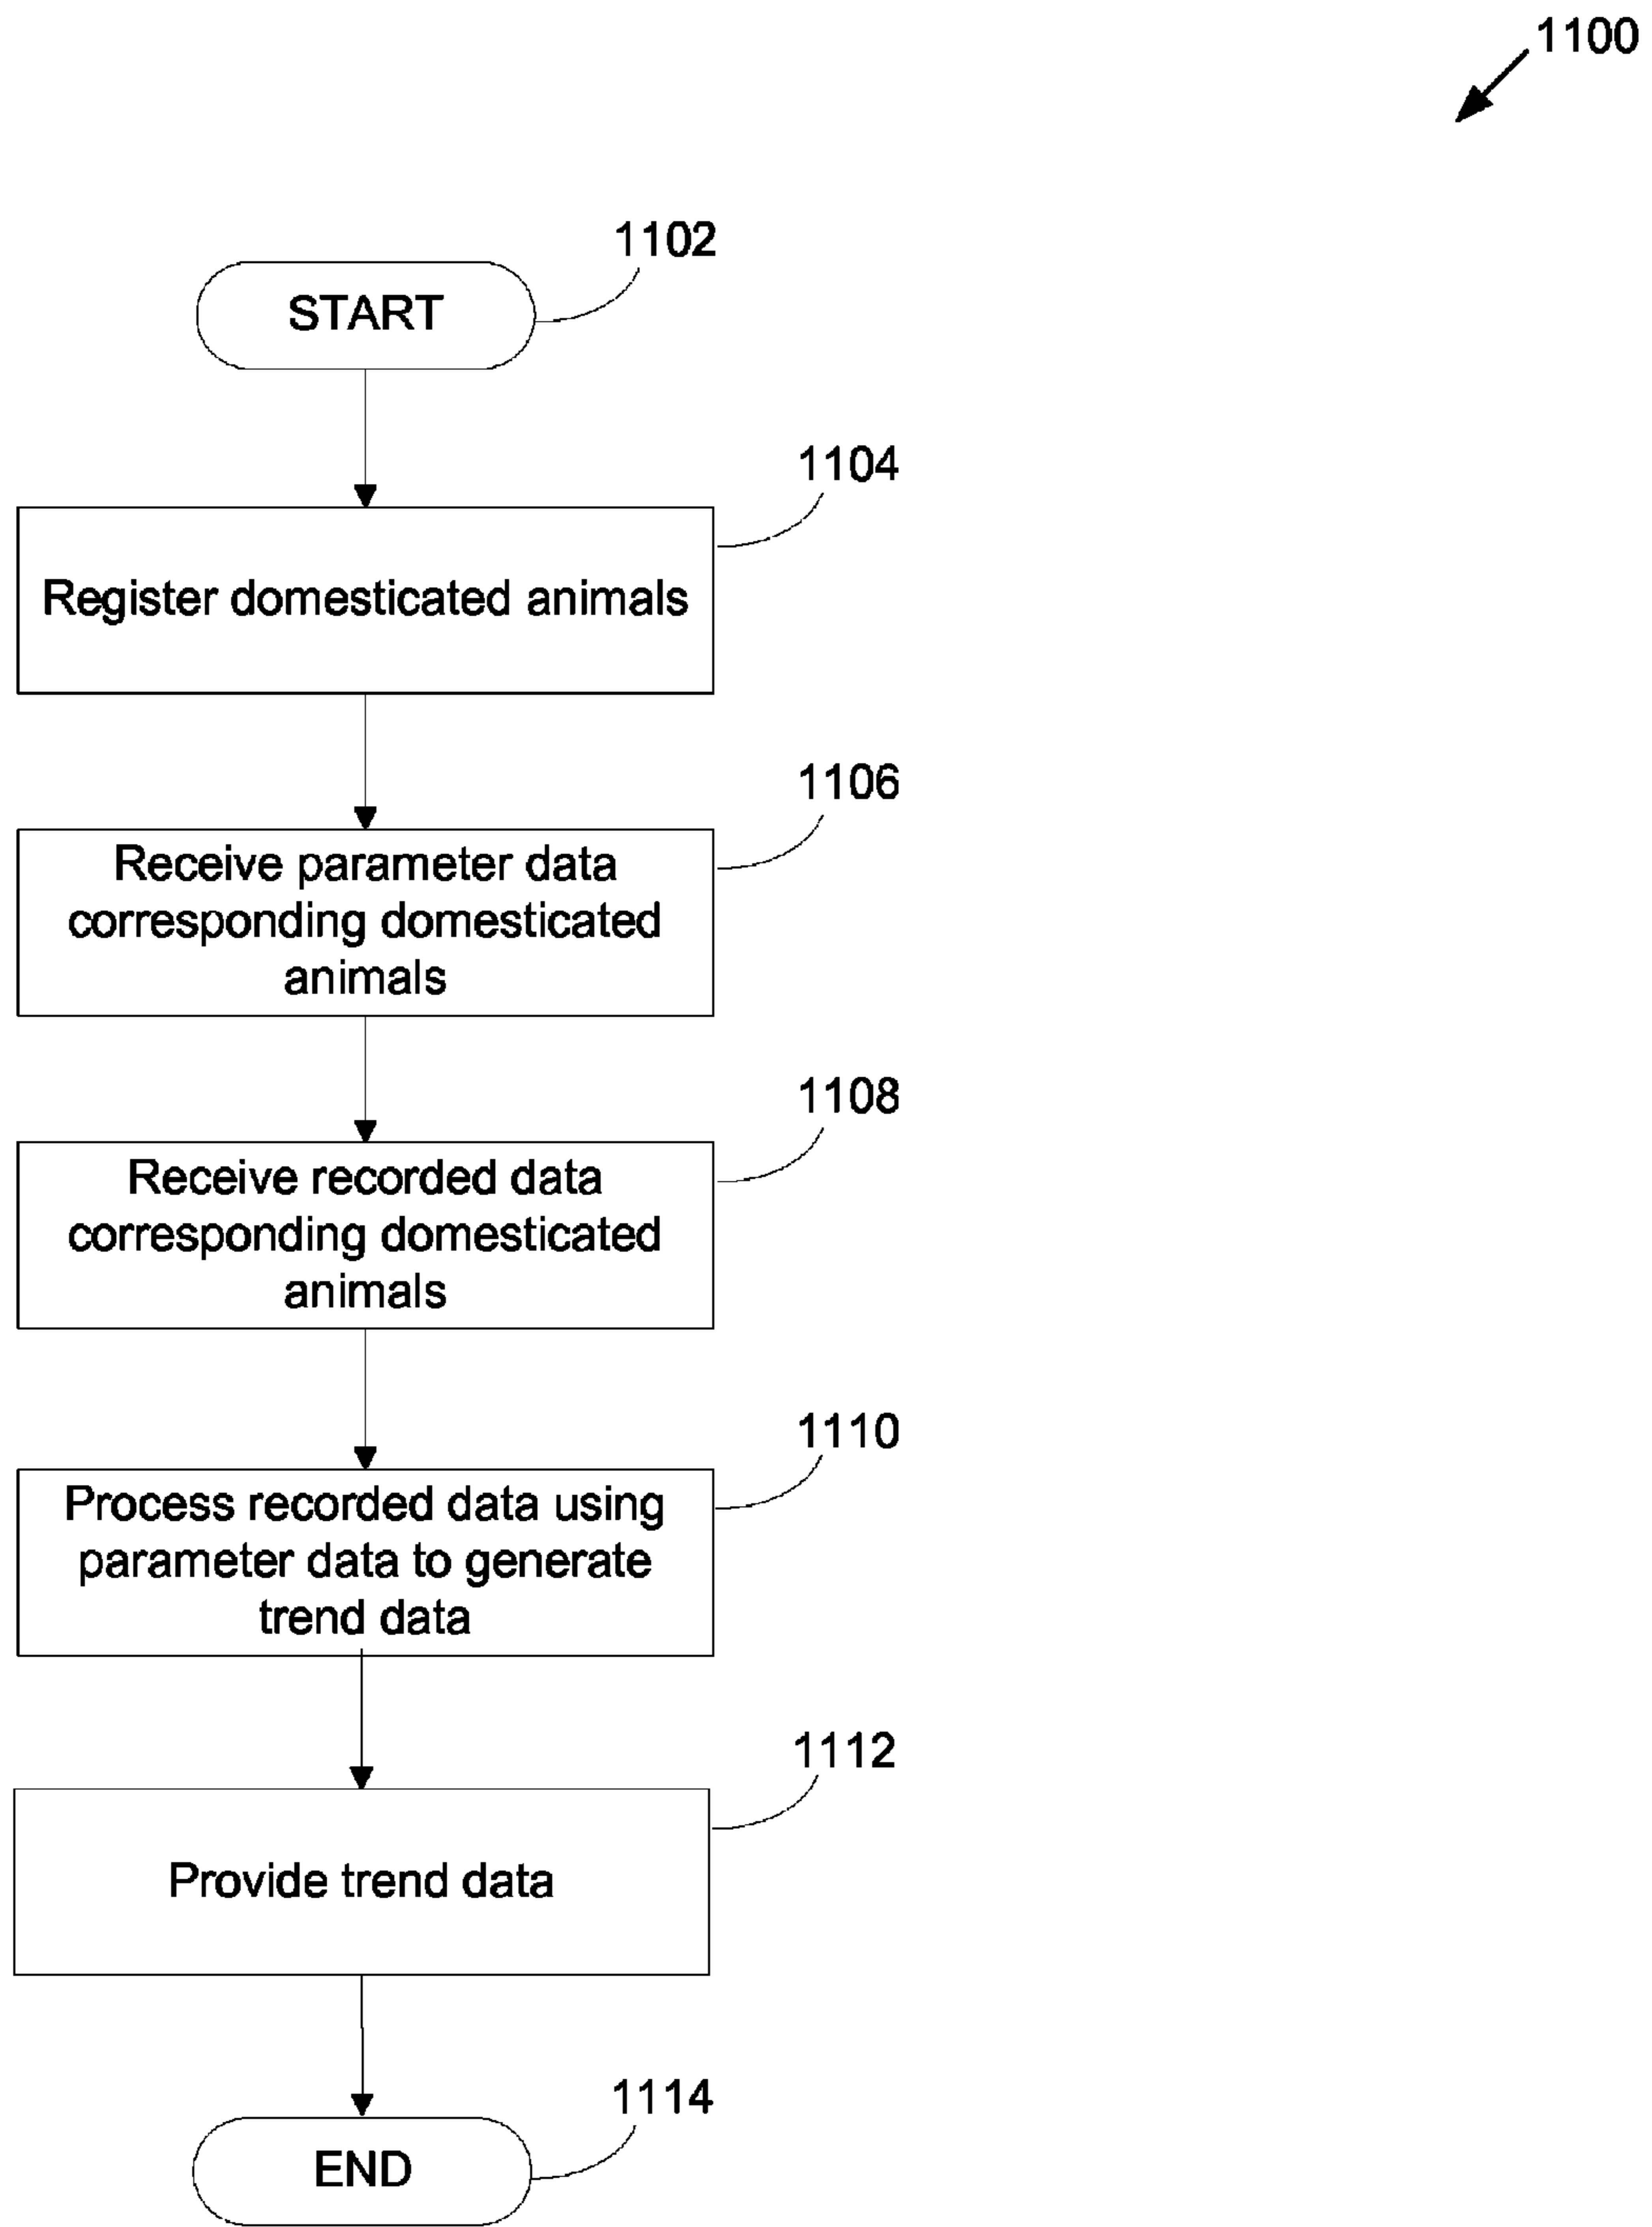 1100
1102
START
1104
Register domesticated animals
1106
Receive parameter data
corresponding domesticated
animals
1108
Receive recorded data
corresponding domesticated
animals
1110
Process recorded data using
parameter data to generate
trend data
1112
Provide trend data
1114
END